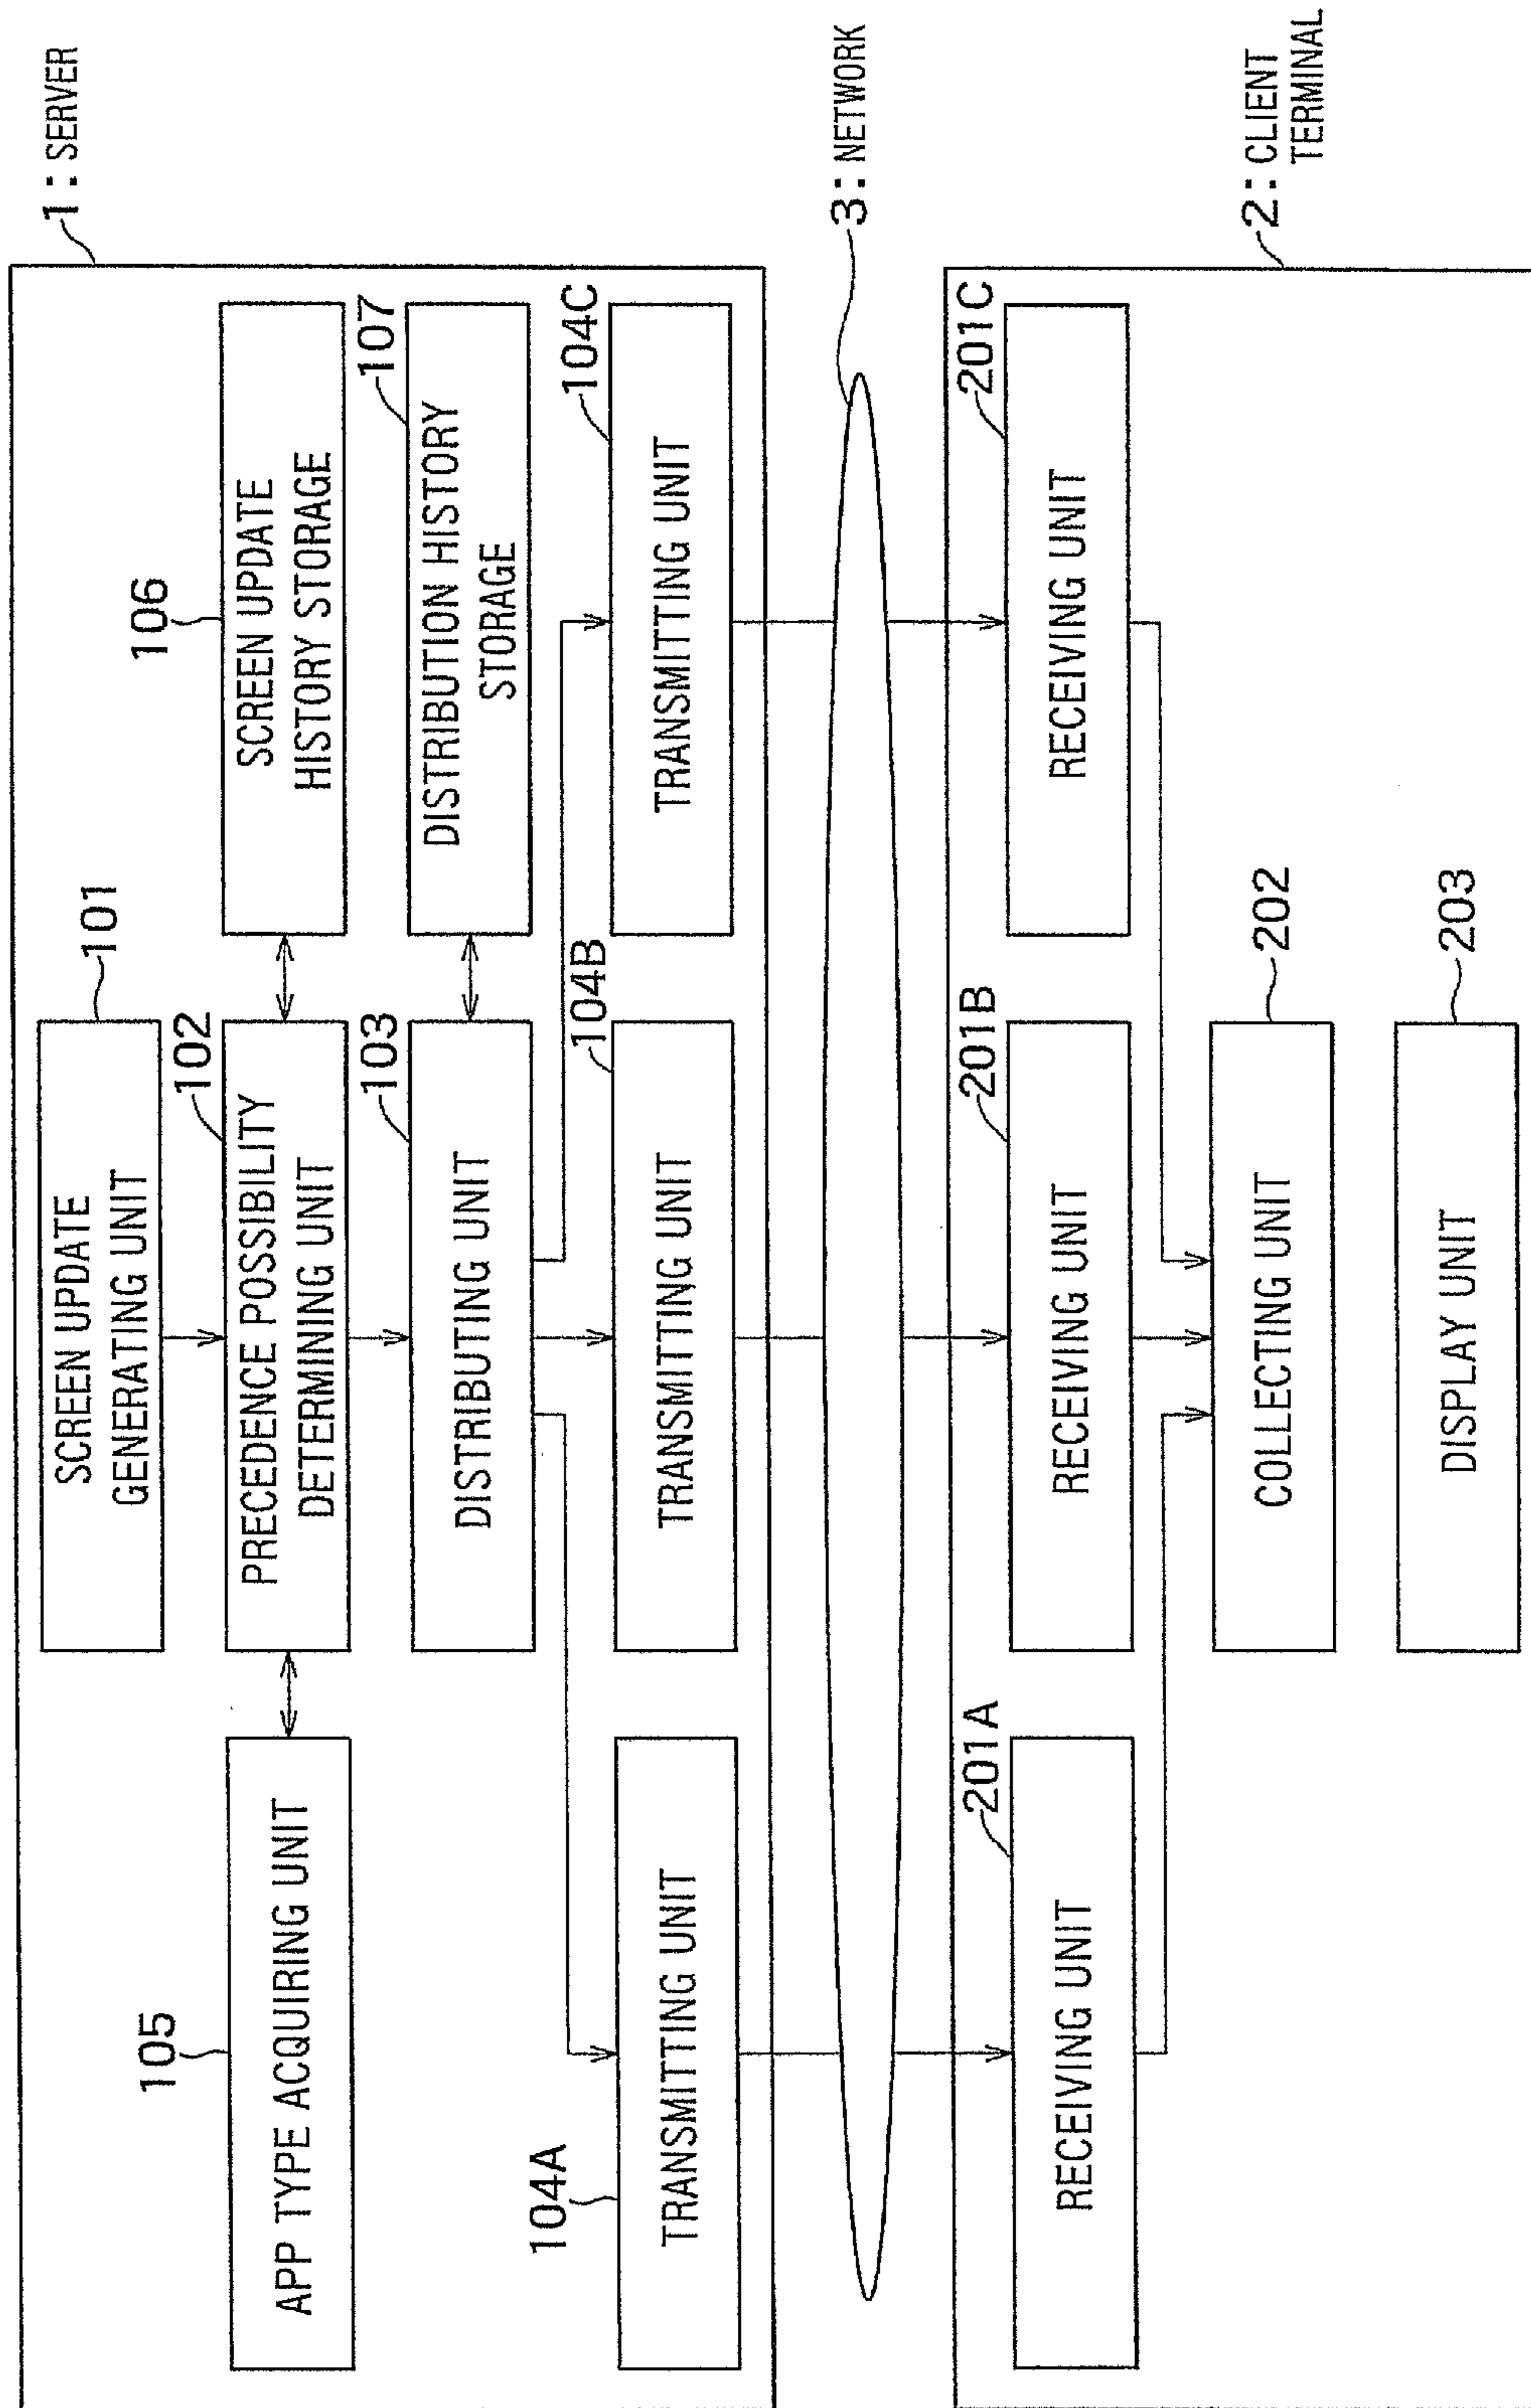 1: SERVER
101
SCREEN UPDATE
GENERATING UNIT
105
APP TYPE ACQUIRING UNIT
102
PRECEDENCE POSSIBILITY
DETERMINING UNIT
106
SCREEN UPDATE
HISTORY STORAGE
103
DISTRIBUTING UNIT
107
DISTRIBUTION HISTORY
STORAGE
104A
TRANSMITTING UNIT
104B
TRANSMITTING UNIT
104C
TRANSMITTING UNIT
3: NETWORK
201A
RECEIVING UNIT
201B
RECEIVING UNIT
201C
RECEIVING UNIT
2: CLIENT
TERMINAL
202
COLLECTING UNIT
203
DISPLAY UNIT